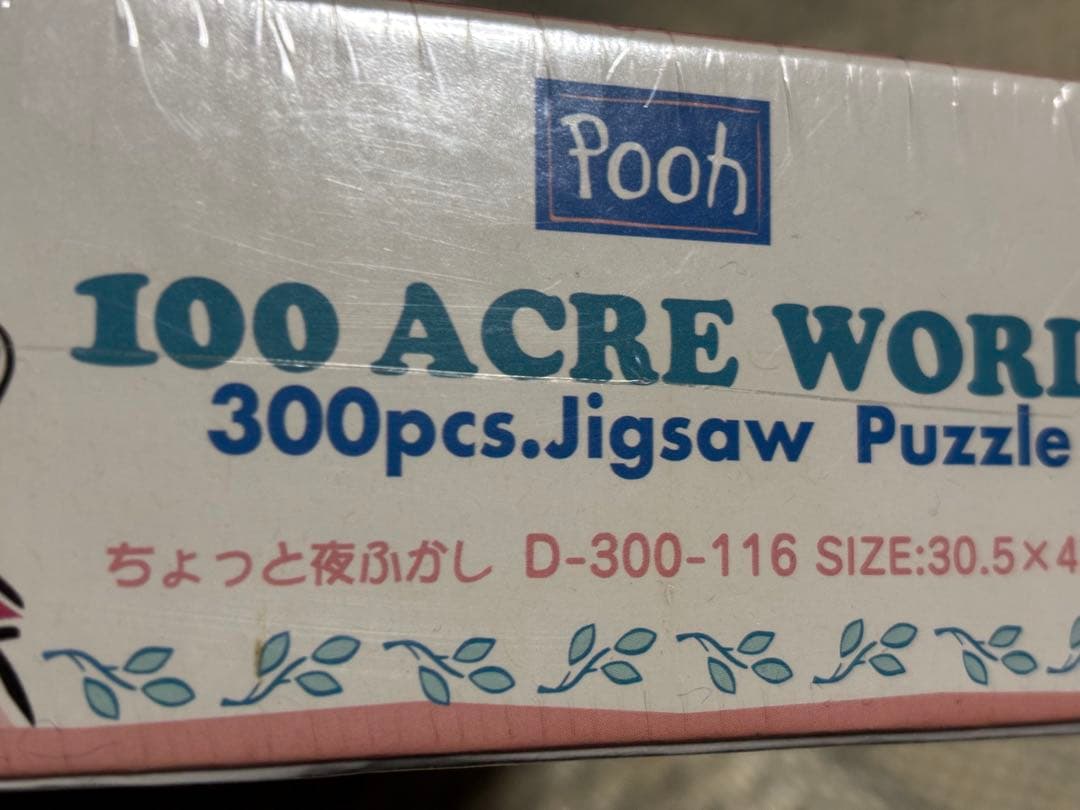 Pooh
100 ACRE WORL
300pcs.Jigsaw Puzzle
ちょっと夜ふかし D-300-116 SIZE:30.5×4